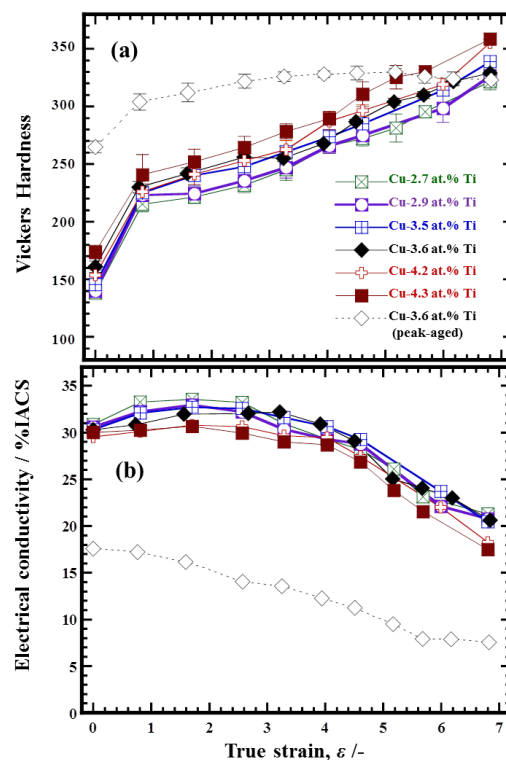 (a)
350
300
250
200
150
100
Vickers Hardness
Cu-2.7 at.% Ti
Cu-2.9 at.% Ti
Cu-3.5 at.% Ti
Cu-3.6 at.% Ti
Cu-4.2 at.% Ti
Cu-4.3 at.% Ti
Cu-3.6 at.% Ti
(peak-aged)
(b)
35
30
25
20
15
10
5
0
Electrical conductivity / %IACS
0 1 2 3 4 5 6 7
True strain, ε /-